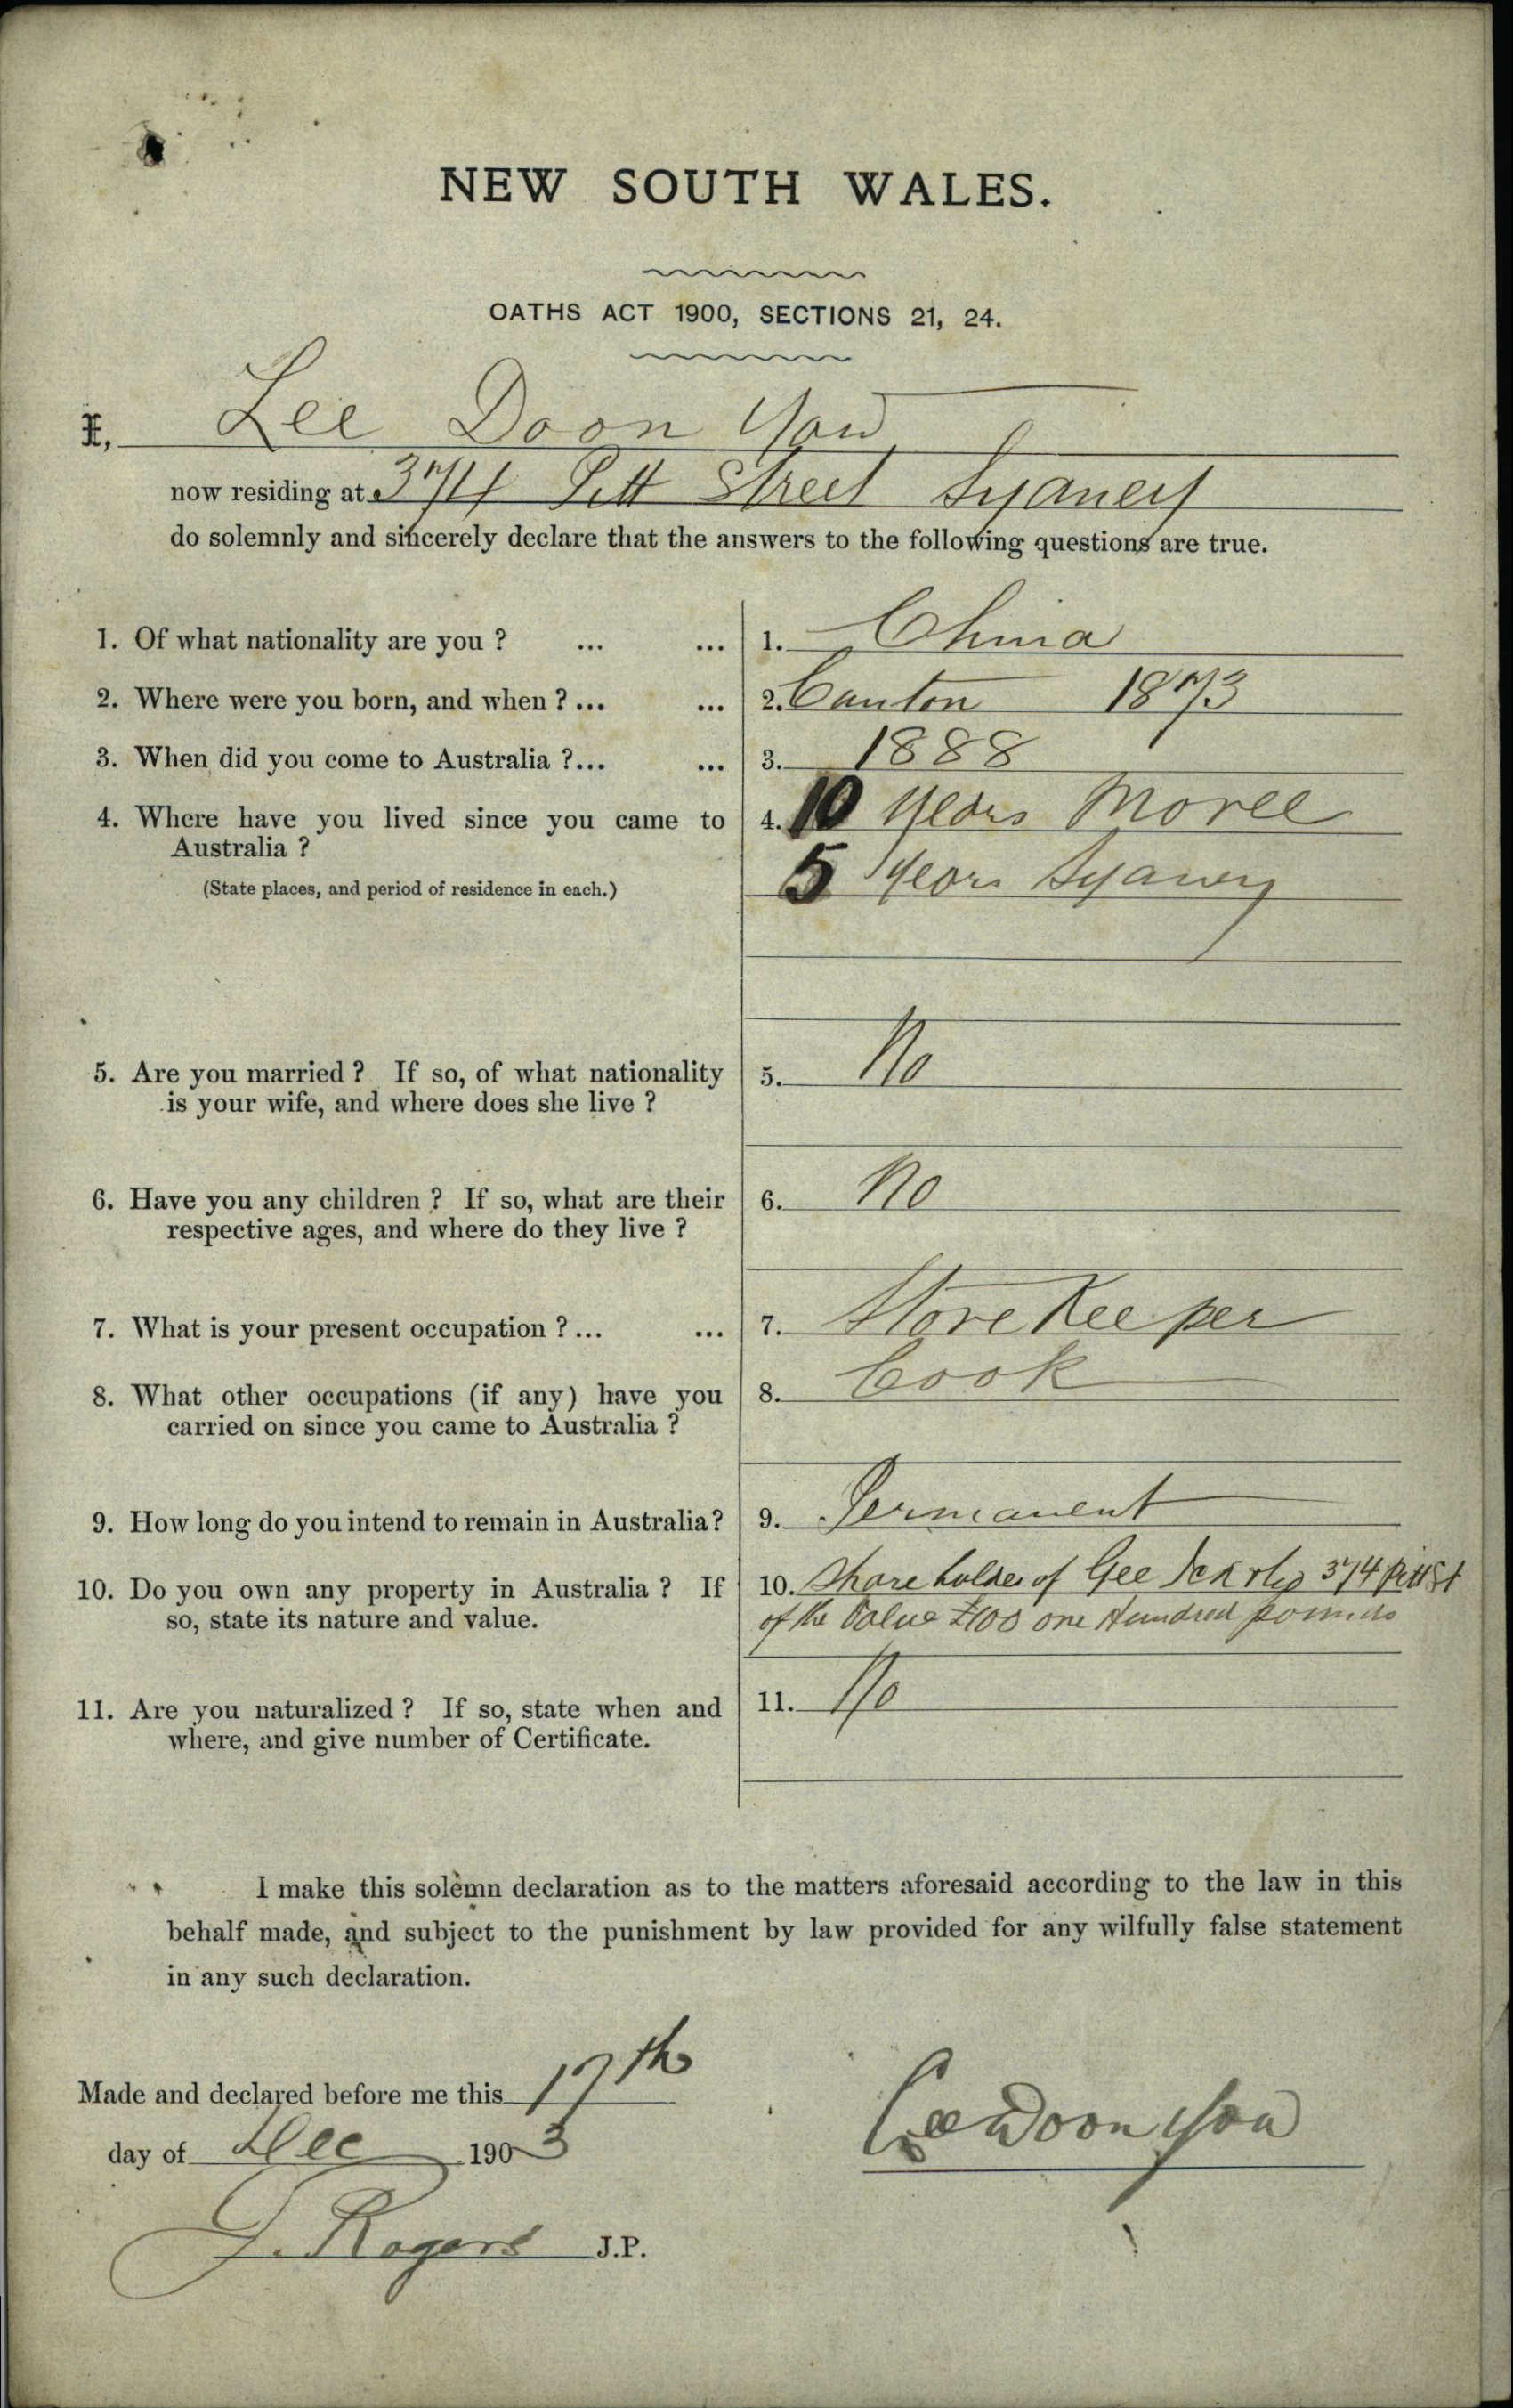 NEW SOUTH WALES.
OATHS ACT 1900, SECTIONS 21, 24.
I, Lee Doon You
now residing at 374 Pitt Street Sydney
do solemnly and sincerely declare that the answers to the following questions are true.
1. Of what nationality are you ? ... ... 1. China
2. Where were you born, and when ? ... ... 2. Canton 1873
3. When did you come to Australia ?... ... 3. 1888
4. Where have you lived since you came to 4. 10 years Moree
Australia ?
(State places, and period of residence in each.) 5 years Sydney
5. Are you married ? If so, of what nationality 5. No
is your wife, and where does she live ?
6. Have you any children ? If so, what are their 6. No
respective ages, and where do they live ?
7. What is your present occupation ? ... ... 7. Store Keeper
8. What other occupations (if any) have you 8. Cook
carried on since you came to Australia ?
9. How long do you intend to remain in Australia ? 9. Permanent
10. Do you own any property in Australia ? If 10. Share holder of Gee 374 Pitt St
so, state its nature and value. of the Value £100 one Hundred pounds
11. Are you naturalized ? If so, state when and 11. No
where, and give number of Certificate.
I make this solemn declaration as to the matters aforesaid according to the law in this
behalf made, and subject to the punishment by law provided for any wilfully false statement
in any such declaration.
Made and declared before me this 17th
day of Dec 1903
Rogers J.P.